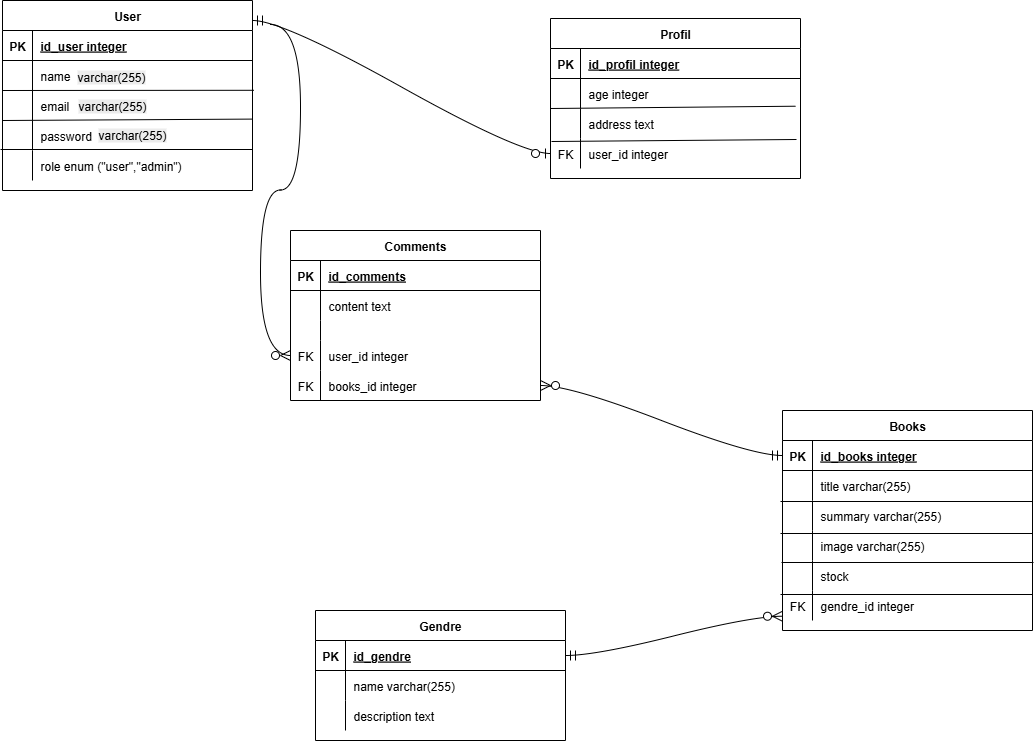 User
PK id_user integer
name varchar(255)
email varchar(255)
password varchar(255)
role enum ("user","admin")
Profil
PK id_profil integer
age integer
address text
FK user_id integer
Comments
PK id_comments
content text
FK user_id integer
FK books_id integer
Books
PK id_books integer
title varchar(255)
summary varchar(255)
image varchar(255)
stock
FK gendre_id integer
Gendre
PK id_gendre
name varchar(255)
description text